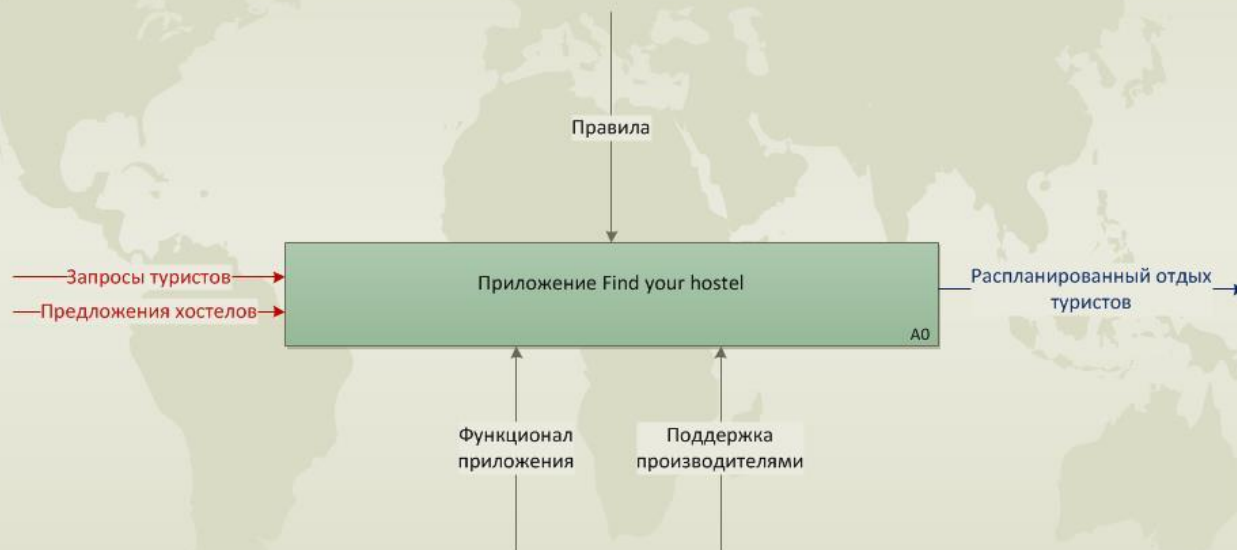 Правила
Запросы туристов
Предложения хостелов
Приложение Find your hostel
A0
Распланированный отдых
туристов
Функционал
приложения
Поддержка
производителями